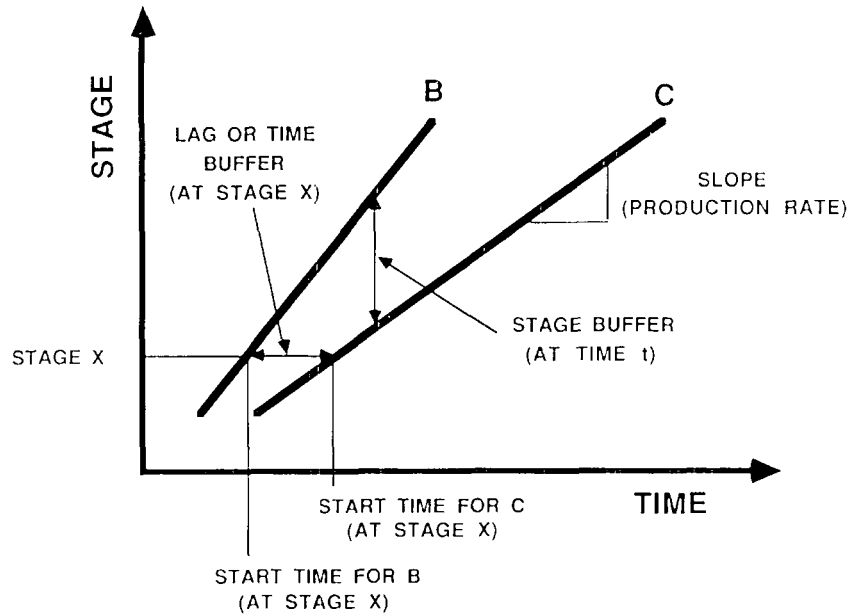 STAGE
B
C
LAG OR TIME
BUFFER
(AT STAGE X)
SLOPE
(PRODUCTION RATE)
STAGE BUFFER
(AT TIME t)
STAGE X
TIME
START TIME FOR C
(AT STAGE X)
START TIME FOR B
(AT STAGE X)